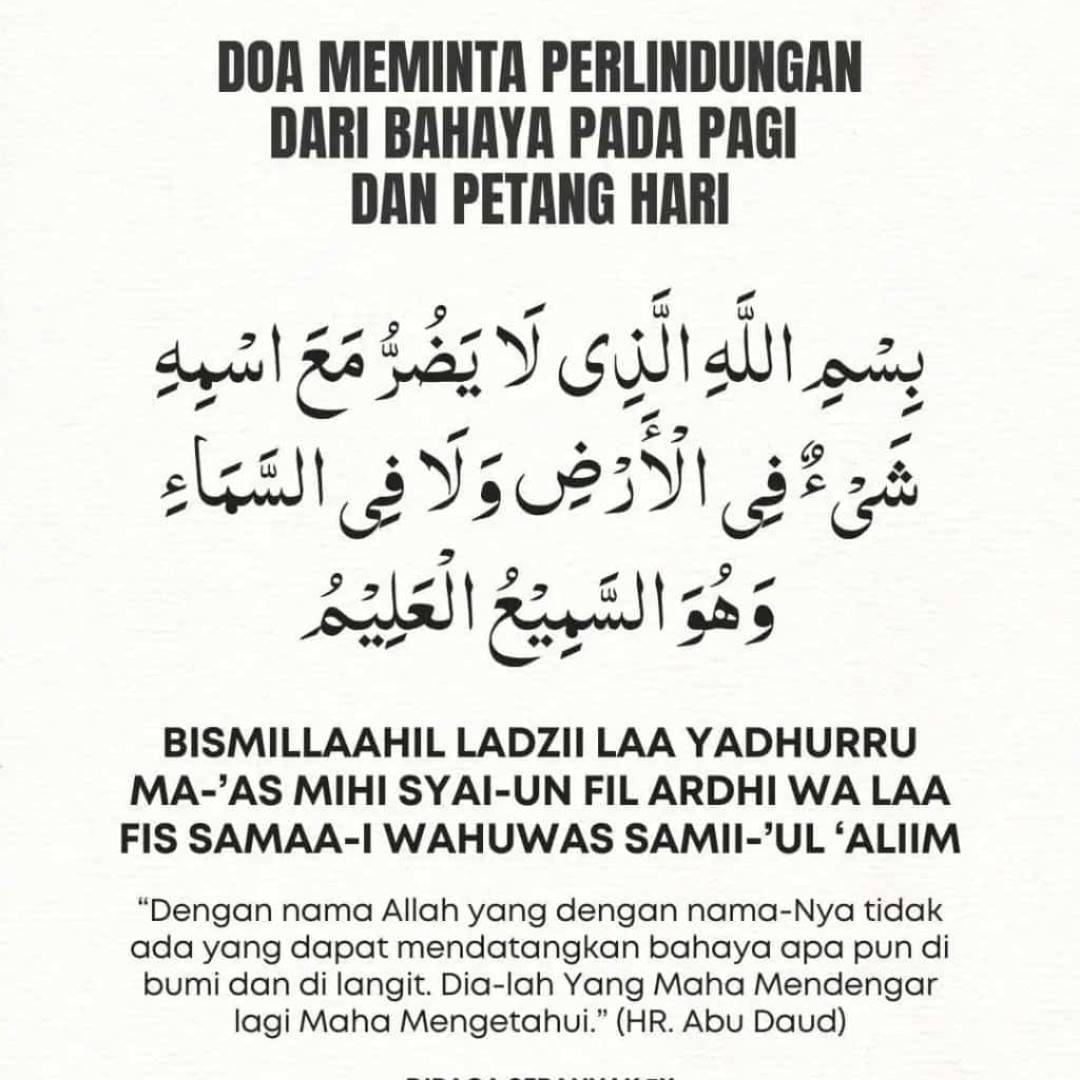 DOA MEMINTA PERLINDUNGAN
DARI BAHAYA PADA PAGI
DAN PETANG HARI
بِسْمِ اللَّهِ الَّذِى لَا يَضُرُّ مَعَ اسْمِهِ
شَىْءٌ فِى الْأَرْضِ وَلَا فِى السَّمَاءِ
وَهُوَ السَّمِيْعُ الْعَلِيْمُ
BISMILLAAHIL LADZII LAA YADHURRU
MA-’AS MIHI SYAI-UN FIL ARDHI WA LAA
FIS SAMAA-I WAHUWAS SAMII-’UL ‘ALIIM
“Dengan nama Allah yang dengan nama-Nya tidak
ada yang dapat mendatangkan bahaya apa pun di
bumi dan di langit. Dia-lah Yang Maha Mendengar
lagi Maha Mengetahui.” (HR. Abu Daud)